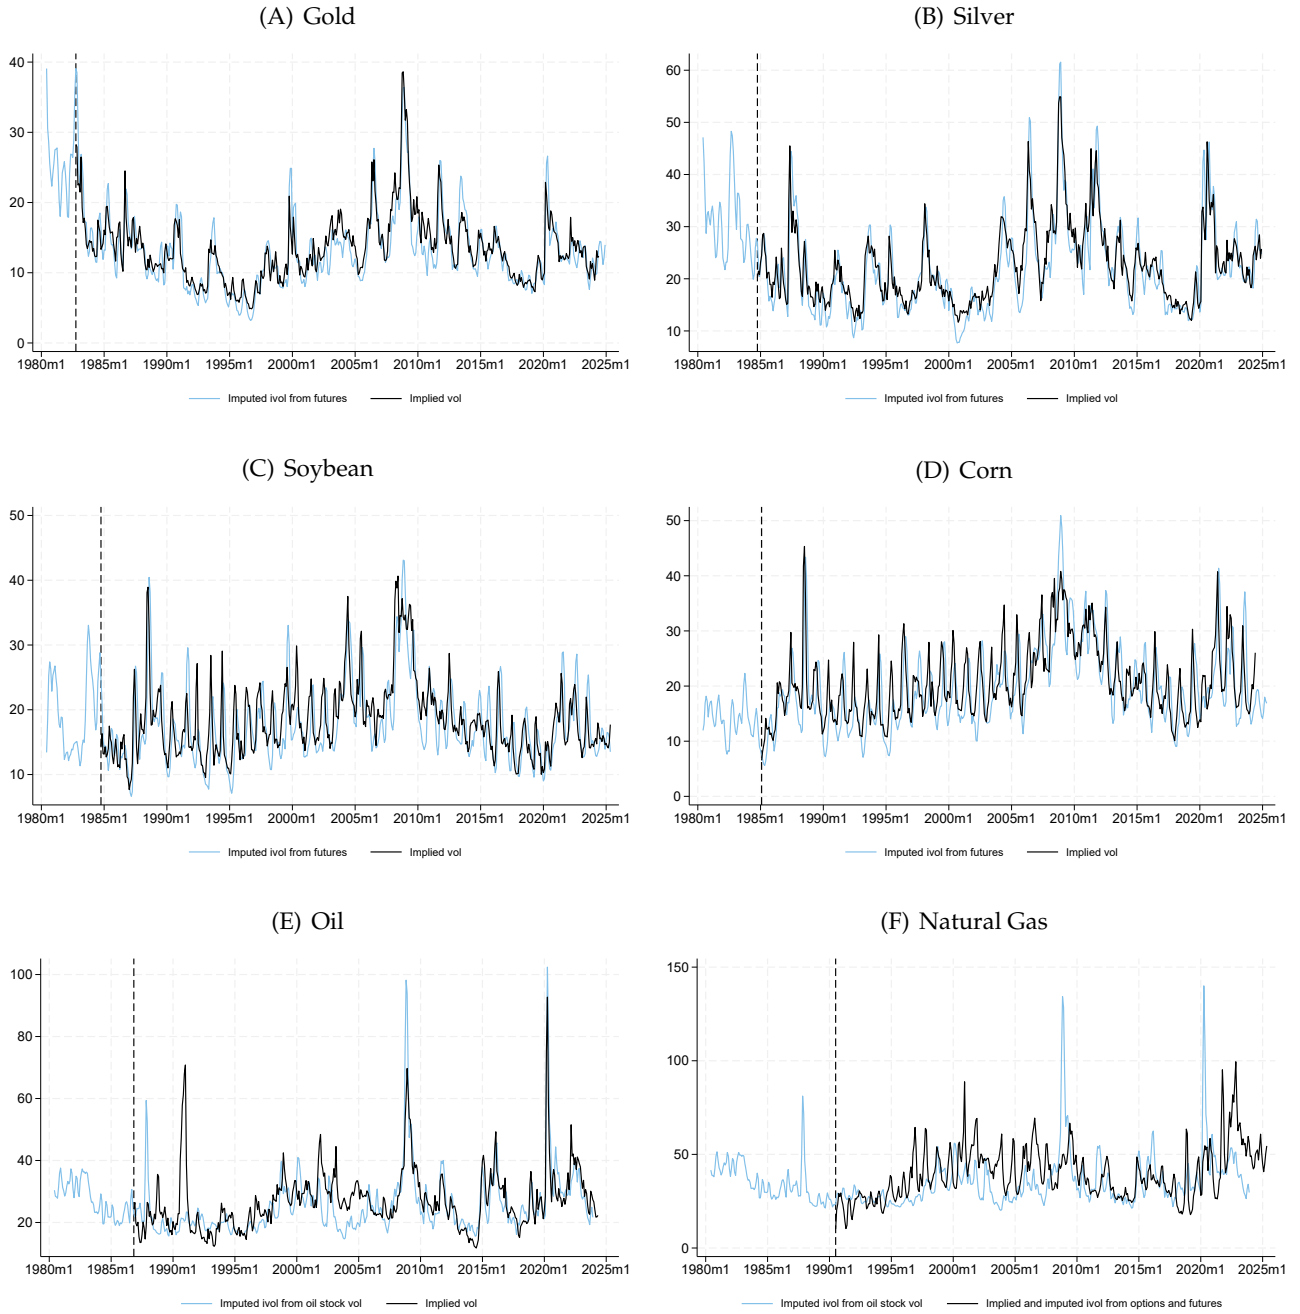 (A) Gold
(B) Silver
40
30
20
10
0
1980m1 1985m1 1990m1 1995m1 2000m1 2005m1 2010m1 2015m1 2020m1 2025m1
Imputed ivol from futures Implied vol
60
50
40
30
20
10
1980m1 1985m1 1990m1 1995m1 2000m1 2005m1 2010m1 2015m1 2020m1 2025m1
Imputed ivol from futures Implied vol
(C) Soybean
(D) Corn
50
40
30
20
10
1980m1 1985m1 1990m1 1995m1 2000m1 2005m1 2010m1 2015m1 2020m1 2025m1
Imputed ivol from futures Implied vol
50
40
30
20
10
0
1980m1 1985m1 1990m1 1995m1 2000m1 2005m1 2010m1 2015m1 2020m1 2025m1
Imputed ivol from futures Implied vol
(E) Oil
(F) Natural Gas
100
80
60
40
20
1980m1 1985m1 1990m1 1995m1 2000m1 2005m1 2010m1 2015m1 2020m1 2025m1
Imputed ivol from oil stock vol Implied vol
150
100
50
0
1980m1 1985m1 1990m1 1995m1 2000m1 2005m1 2010m1 2015m1 2020m1 2025m1
Imputed ivol from oil stock vol Implied and imputed ivol from options and futures